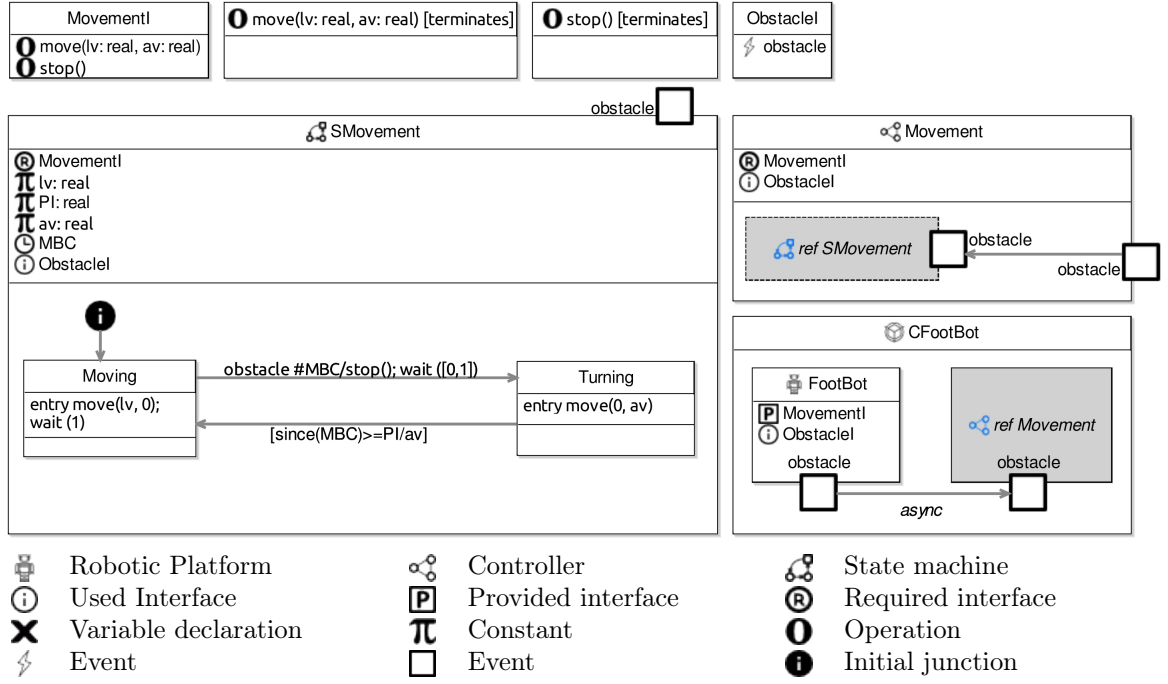 MovementI
move(lv: real, av: real)
stop()
move(lv: real, av: real) [terminates]
stop() [terminates]
ObstacleI
obstacle
obstacle
SMovement
MovementI
lv: real
PI: real
av: real
MBC
ObstacleI
Moving
entry move(lv, 0);
wait (1)
obstacle #MBC/stop(); wait ([0,1])
[since(MBC)>=PI/av]
Turning
entry move(0, av)
Movement
MovementI
ObstacleI
ref SMovement
obstacle
obstacle
CFootBot
FootBot
MovementI
ObstacleI
obstacle
async
ref Movement
obstacle
Robotic Platform
Controller
State machine
Used Interface
Provided interface
Required interface
Variable declaration
Constant
Operation
Event
Event
Initial junction